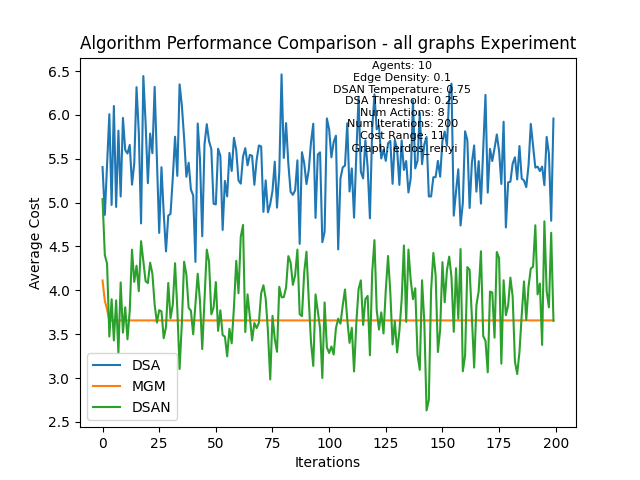 Algorithm Performance Comparison - all graphs Experiment
Agents: 10
Edge Density: 0.1
DSAN Temperature: 0.75
DSA Threshold: 0.25
Num Actions: 8
Num Iterations: 200
Cost Range: 11
Graph_erdos_renyi
Average Cost
6.5
6.0
5.5
5.0
4.5
4.0
3.5
3.0
2.5
DSA
MGM
DSAN
0 25 50 75 100 125 150 175 200
Iterations